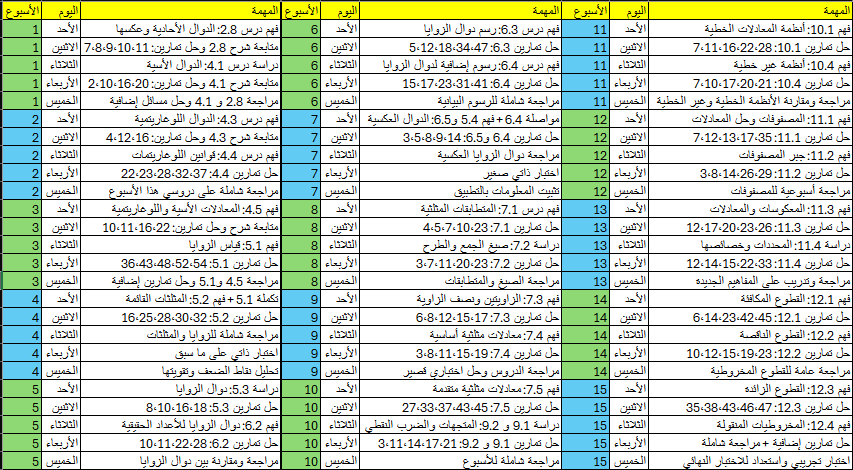 الأسبوع اليوم المهمة الأسبوع اليوم المهمة الأسبوع اليوم المهمة
1 الأحد فهم درس 2.8: الدوال الأحادية وعكسها 6 الأحد فهم درس 6.3: رسم دوال الزوايا 11 الأحد فهم 10.1: أنظمة المعادلات الخطية
1 الاثنين متابعة شرح 2.8 وحل تمارين: 7،8،9،10،11 6 الاثنين حل تمارين 6.3: 5،12،18،34،47 11 الاثنين حل تمارين 10.1: 7،11،16،22،28
1 الثلاثاء دراسة درس 4.1: الدوال الأسية 6 الثلاثاء فهم درس 6.4: رسوم إضافية لدوال الزوايا 11 الثلاثاء فهم 10.4: أنظمة غير خطية
1 الأربعاء متابعة شرح 4.1 وحل تمارين: 2،10،16،20 6 الأربعاء حل تمارين 6.4: 15،17،23،31،41 11 الأربعاء حل تمارين 10.4: 7،10،17،20،21
1 الخميس مراجعة 2.8 و 4.1 وحل مسائل إضافية 6 الخميس مراجعة شاملة للرسوم البيانية 11 الخميس مراجعة ومقارنة الأنظمة الخطية وغير الخطية
2 الأحد فهم درس 4.3: الدوال اللوغاريتمية 7 الأحد مواصلة 6.4 + فهم 5.4 و6.5: الدوال العكسية 12 الأحد فهم 11.1: المصفوفات وحل المعادلات
2 الاثنين متابعة شرح 4.3 وحل تمارين: 4،12،16 7 الاثنين حل تمارين 6.4 و6.5: 3،5،8،9،14 12 الاثنين حل تمارين 11.1: 7،12،13،17،35
2 الثلاثاء فهم درس 4.4: قوانين اللوغاريتمات 7 الثلاثاء مراجعة دوال الزوايا العكسية 12 الثلاثاء فهم 11.2: جبر المصفوفات
2 الأربعاء حل تمارين 4.4: 22،23،28،32،37 7 الأربعاء اختبار ذاتي صغير 12 الأربعاء حل تمارين 11.2: 3،8،14،26،29
2 الخميس مراجعة شاملة على دروسي هذا الأسبوع 7 الخميس تثبيت المعلومات بالتطبيق 12 الخميس مراجعة أسبوعية للمصفوفات
3 الأحد فهم 4.5: المعادلات الأسية واللوغاريتمية 8 الأحد فهم درس 7.1: المتطابقات المثلثية 13 الأحد فهم 11.3: المعكوسات والمعادلات
3 الاثنين متابعة شرح وحل تمارين: 10،11،16،22 8 الاثنين حل تمارين 7.1: 4،5،7،10،23 13 الاثنين حل تمارين 11.3: 12،17،20،23،26
3 الثلاثاء فهم 5.1: قياس الزوايا 8 الثلاثاء دراسة 7.2: صيغ الجمع والطرح 13 الثلاثاء دراسة 11.4: المحددات وخصائصها
3 الأربعاء حل تمارين 5.1: 36،43،48،52،54 8 الأربعاء حل تمارين 7.2: 3،7،11،20،23 13 الأربعاء حل تمارين 11.4: 12،14،15،22،33
3 الخميس مراجعة 4.5 و5.1 وحل تمارين إضافية 8 الخميس مراجعة الصيغ والمتطابقات 13 الخميس مراجعة وتدريب على المفاهيم الجديدة
4 الأحد تكملة 5.1 + فهم 5.2: المثلثات القائمة 9 الأحد فهم 7.3: الزاويتين ونصف الزاوية 14 الأحد فهم 12.1: القطوع المكافئة
4 الاثنين حل تمارين 5.2: 16،25،28،30،32 9 الاثنين حل تمارين 7.3: 6،8،12،15،17 14 الاثنين حل تمارين 12.1: 6،14،23،42،45
4 الثلاثاء مراجعة شاملة للزوايا والمثلثات 9 الثلاثاء فهم 7.4: معادلات مثلثية أساسية 14 الثلاثاء فهم 12.2: القطوع الناقصة
4 الأربعاء اختبار ذاتي على ما سبق 9 الأربعاء حل تمارين 7.4: 3،8،11،15،19 14 الأربعاء حل تمارين 12.2: 10،12،15،19،23
4 الخميس تحليل نقاط الضعف وتقويتها 9 الخميس مراجعة الدروس وحل اختباري قصير 14 الخميس مراجعة عامة للقطوع المخروطية
5 الأحد دراسة 5.3: دوال الزوايا 10 الأحد فهم 7.5: معادلات مثلثية متقدمة 15 الأحد فهم 12.3: القطوع الزائده
5 الاثنين حل تمارين 5.3: 8،10،16،18 10 الاثنين حل تمارين 7.5: 27،33،37،43،45 15 الاثنين حل تمارين 12.3: 35،38،43،46،47
5 الثلاثاء فهم 6.2: دوال الزوايا للأعداد الحقيقية 10 الثلاثاء دراسة 9.1 و 9.2: المتجهات والضرب النقطي 15 الثلاثاء فهم 12.4: المخروطيات المنقولة
5 الأربعاء حل تمارين 6.2: 10،11،22،28 10 الأربعاء حل تمارين 9.1 و 9.2: 3،11،14،17،21 15 الأربعاء حل تمارين إضافية + مراجعة شاملة
5 الخميس مراجعة ومقارنة بين دوال الزوايا 10 الخميس مراجعة شاملة للأسبوع 15 الخميس اختبار تجريبي واستعداد للاختبار النهائي